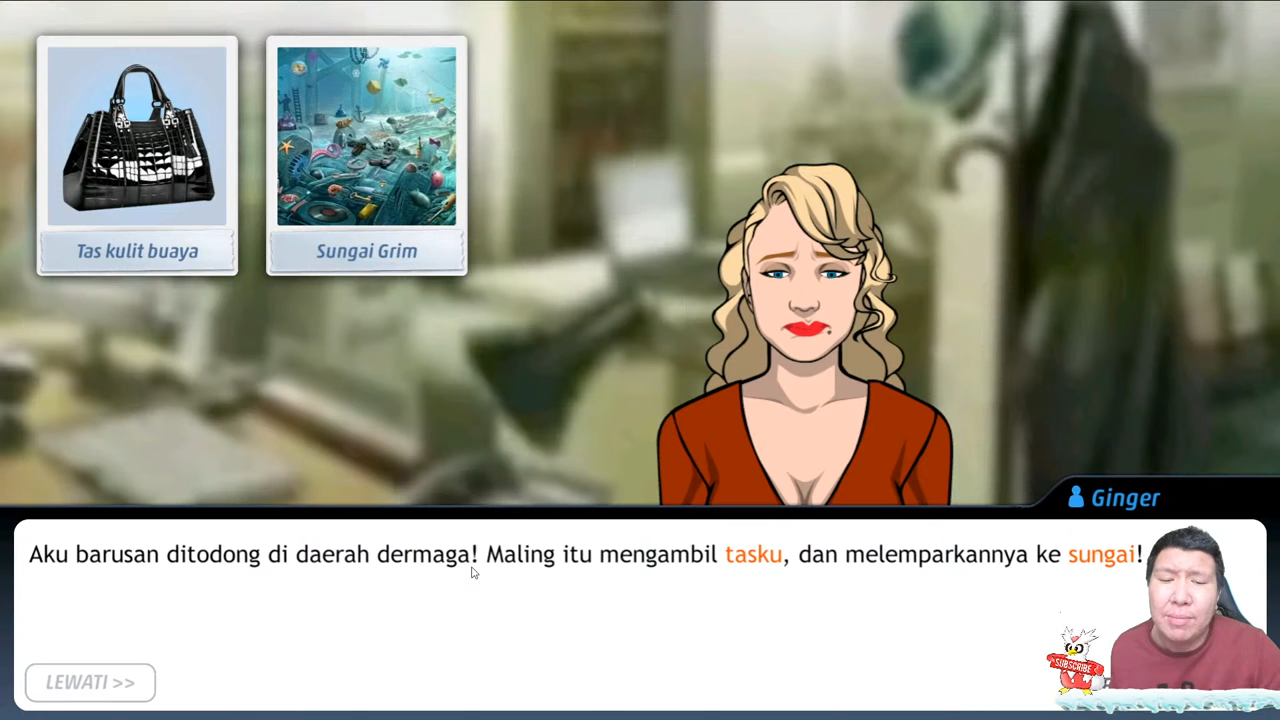 Tas kulit buaya
Sungai Grim
Ginger
Aku barusan ditodong di daerah dermaga! Maling itu mengambil tasku, dan melemparkannya ke sungai!
SUBSCRIBE
LEWATI >>